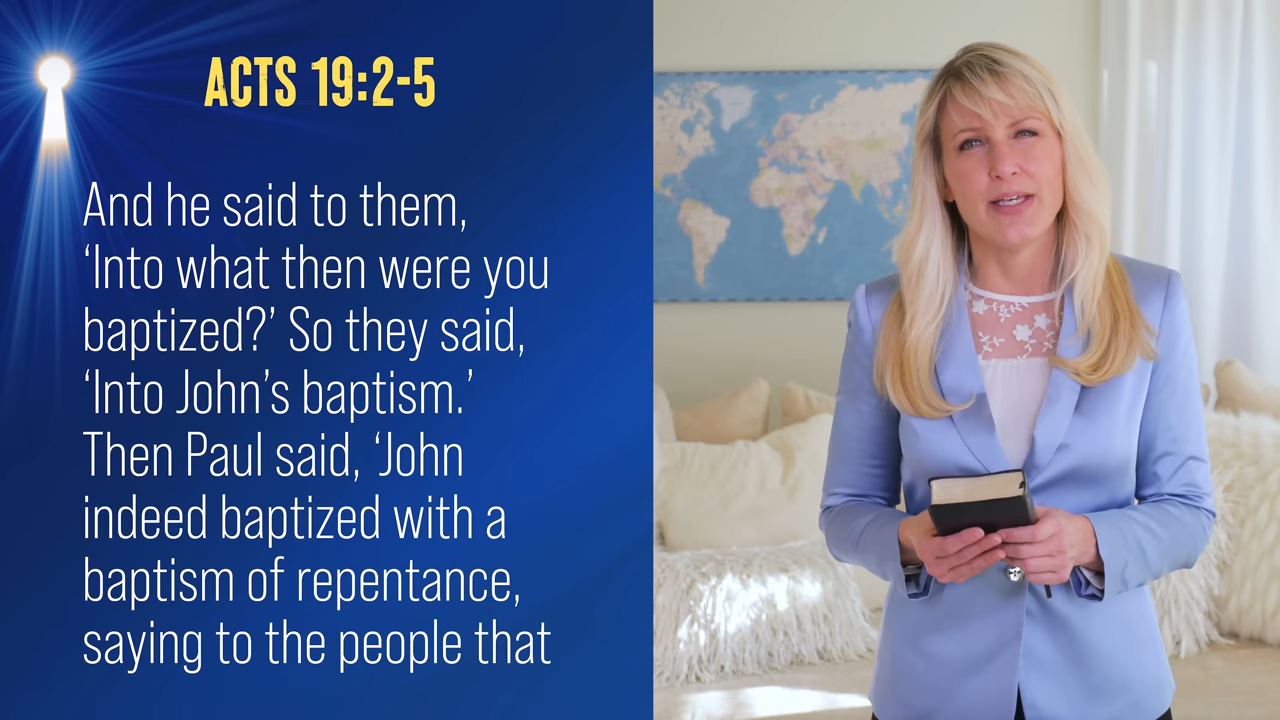 ACTS 19:2-5
And he said to them,
‘Into what then were you
baptized?’ So they said,
‘Into John’s baptism.’
Then Paul said, ‘John
indeed baptized with a
baptism of repentance,
saying to the people that